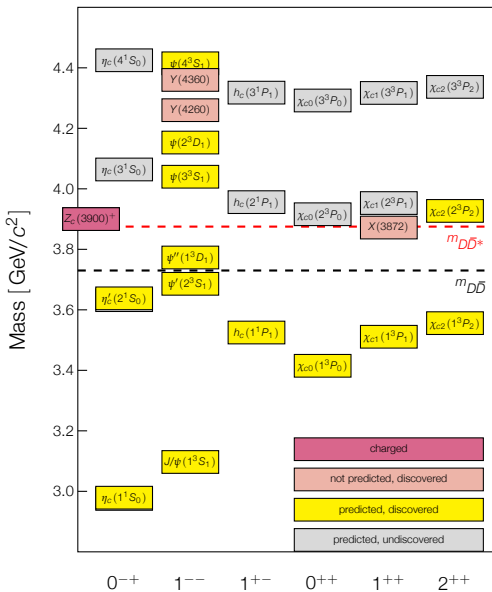 Mass [ GeV/c²]
4.4
4.2
4.0
3.8
3.6
3.4
3.2
3.0
η_c(4¹S₀)
ψ(4³S₁)
Y(4360)
h_c(3¹P₁)
χ_c0(3³P₀)
χ_c1(3³P₁)
χ_c2(3³P₂)
Y(4260)
ψ(2³D₁)
η_c(3¹S₀)
ψ(3³S₁)
h_c(2¹P₁)
χ_c1(2³P₁)
Z_c(3900)⁺
χ_c0(2³P₀)
χ_c2(2³P₂)
X(3872)
m_DD̄*
ψ″(1³D₁)
m_DD̄
ψ′(2³S₁)
η′_c(2¹S₀)
h_c(1¹P₁)
χ_c0(1³P₀)
χ_c1(1³P₁)
χ_c2(1³P₂)
J/ψ(1³S₁)
η_c(1¹S₀)
charged
not predicted, discovered
predicted, discovered
predicted, undiscovered
0⁻⁺ 1⁻⁻ 1⁺⁻ 0⁺⁺ 1⁺⁺ 2⁺⁺